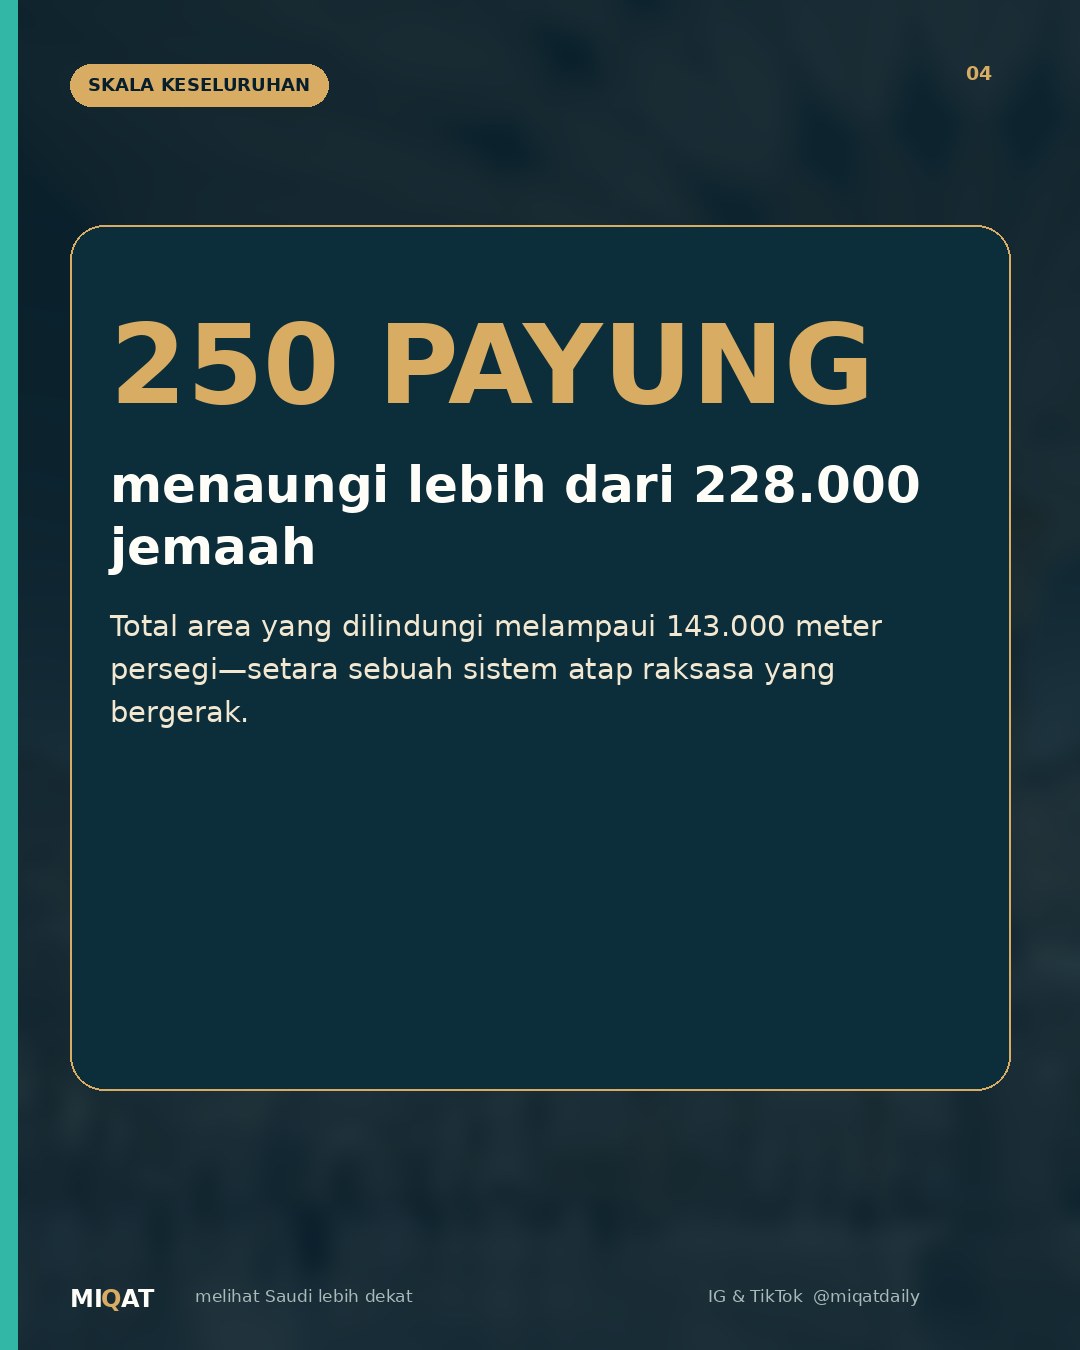 SKALA KESELURUHAN
04
250 PAYUNG
menaungi lebih dari 228.000
jemaah
Total area yang dilindungi melampaui 143.000 meter
persegi—setara sebuah sistem atap raksasa yang
bergerak.
MIQAT melihat Saudi lebih dekat IG & TikTok @miqatdaily